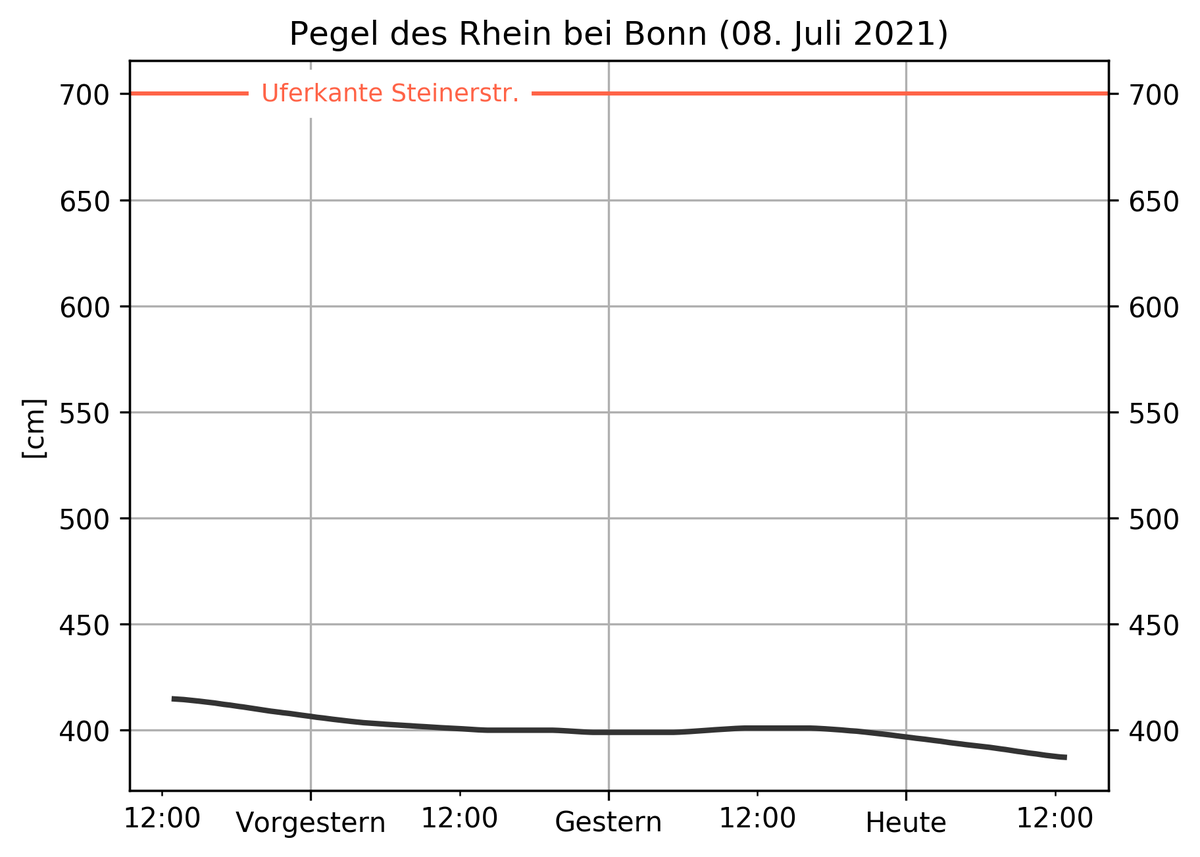 Pegel des Rhein bei Bonn (08. Juli 2021)
Uferkante Steinerstr.
700 700
650 650
600 600
550 550
[cm]
500 500
450 450
400 400
12:00 Vorgestern 12:00 Gestern 12:00 Heute 12:00